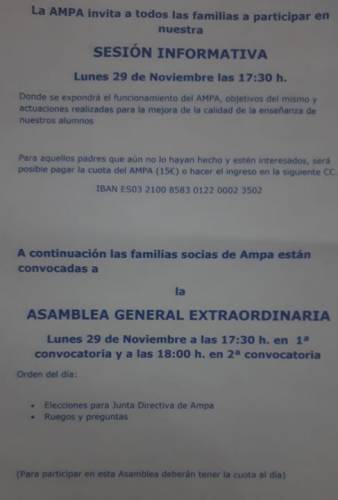 La AMPA invita a todos las familias a participar en
nuestra
SESIÓN INFORMATIVA
Lunes 29 de Noviembre las 17:30 h.
Donde se expondrá el funcionamiento del AMPA, objetivos del mismo y
actuaciones realizadas para la mejora de la calidad de la enseñanza de
nuestros alumnos
Para aquellos padres que aún no lo hayan hecho y estén interesados, será
posible pagar la cuota del AMPA (15€) o hacer el ingreso en la siguiente CC.
IBAN ES03 2100 8583 0122 0002 3502
A continuación las familias socias de Ampa están
convocadas a
la
ASAMBLEA GENERAL EXTRAORDINARIA
Lunes 29 de Noviembre a las 17:30 h. en 1ª
convocatoria y a las 18:00 h. en 2ª convocatoria
Orden del día:
• Elecciones para Junta Directiva de Ampa
• Ruegos y preguntas
(Para participar en esta Asamblea deberán tener la cuota al día)